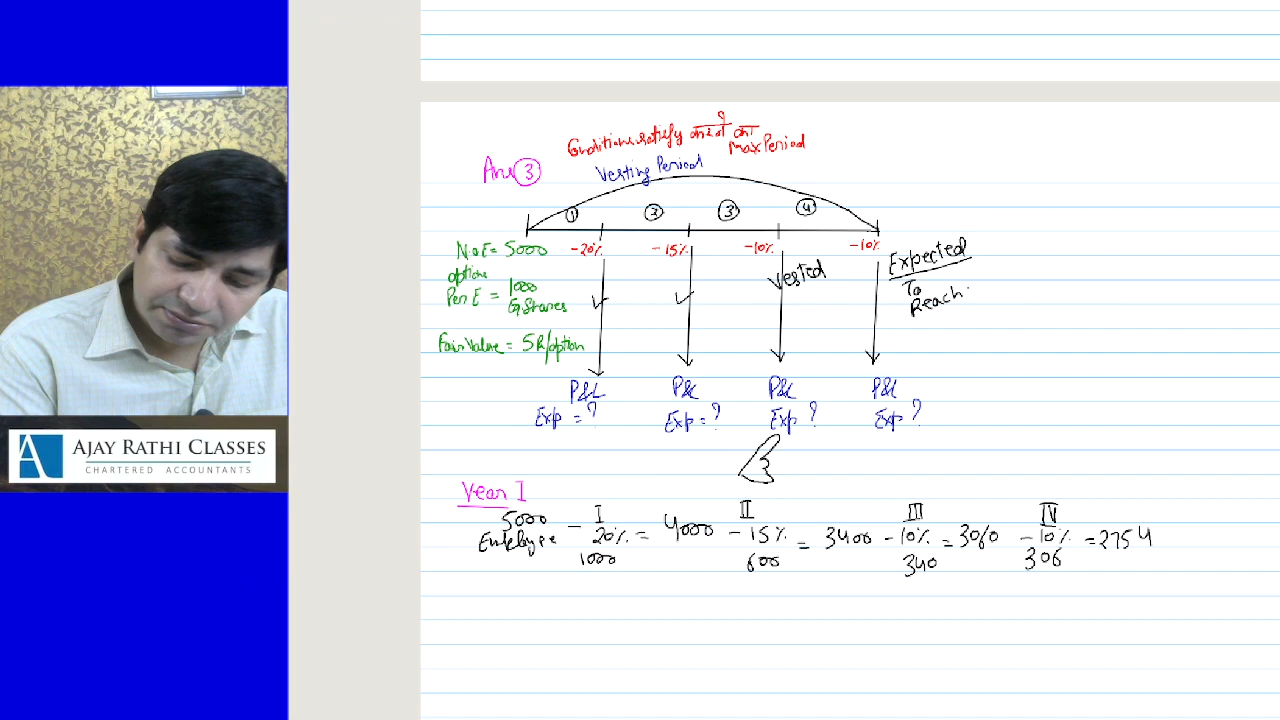 Conditions satisfy करने का
Max Period
Ans ③
Vesting Period
① ② ③ ④
No E = 5000
-20% -15% -10% -10%
Expected
To
Reach.
options
Per E = 1000
Eq Shares
Vested
Fair Value = 5 ₹/option
P&L P&L P&L P&L
Exp = ? Exp = ? Exp ? Exp ?
AJAY RATHI CLASSES
CHARTERED ACCOUNTANTS
Year I
I II III IV
5000 Employee - 20% = 4000 - 15% = 3400 - 10% = 3060 - 10% = 2754
1000 600 340 306